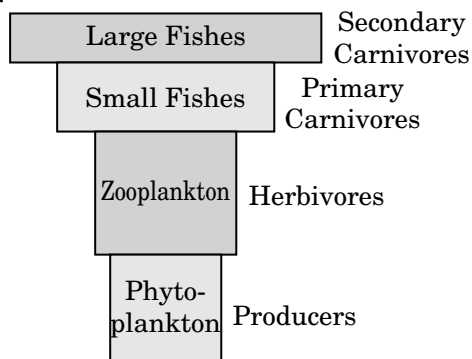 Large Fishes
Secondary
Carnivores
Small Fishes
Primary
Carnivores
Zooplankton
Herbivores
Phyto-
plankton
Producers